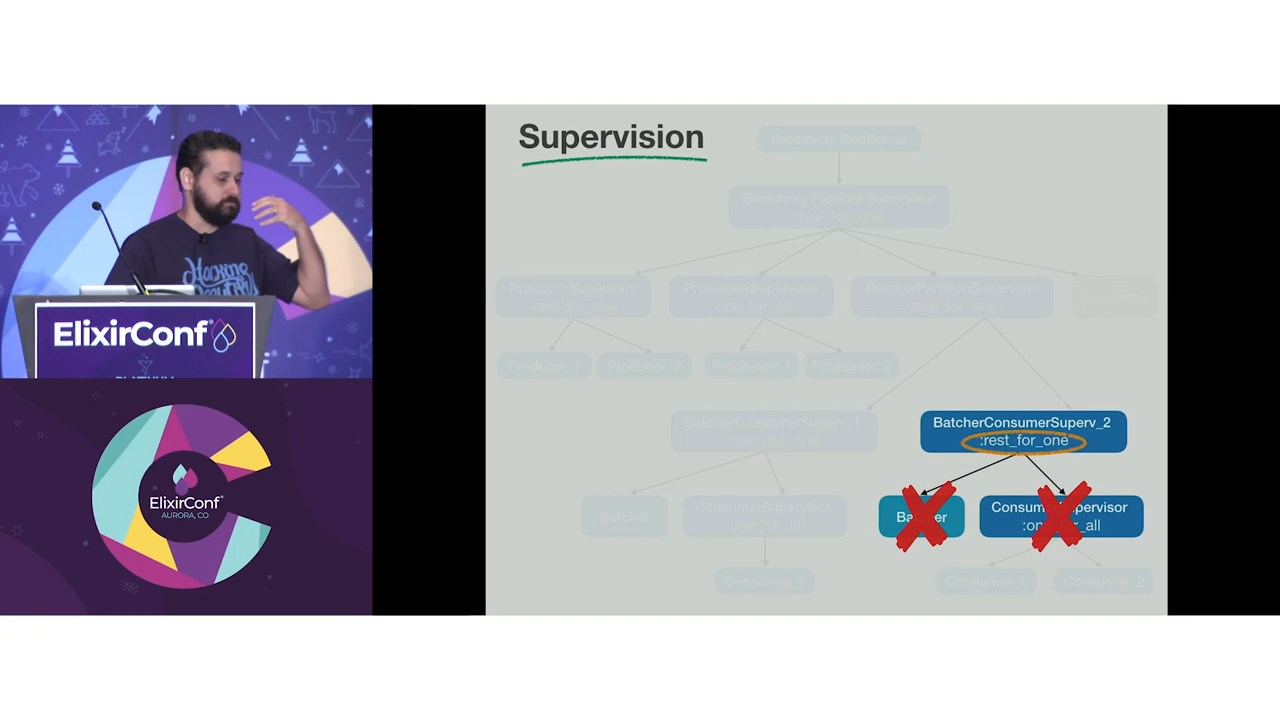 Hacking
ElixirConf
ElixirConf
AURORA, CO
Supervision
Broadway GenServer
Broadway.Pipeline.Supervisor
:rest_for_one
ProducerSupervisor
:one_for_one
ProcessorSupervisor
:one_for_all
BatcherPartitionSupervisor
:one_for_one
Producer_1
Producer_2
Processor_1
Processor_2
BatcherConsumerSuperv_1
:rest_for_one
BatcherConsumerSuperv_2
:rest_for_one
Batcher
ConsumerSupervisor
:one_for_all
Batcher
ConsumerSupervisor
:one_for_all
Consumer_1
Consumer_1
Consumer_2